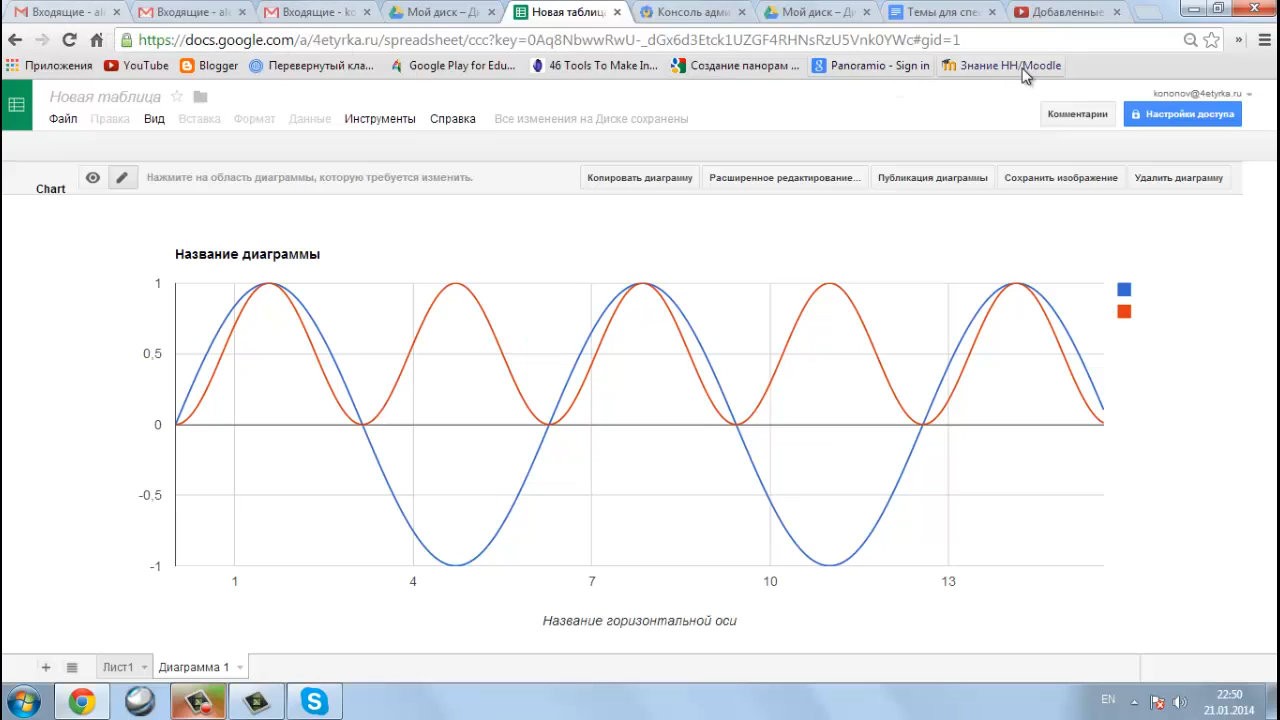 Входящие - al
Входящие - ak
Входящие - ko
Мой диск – Ди
Новая таблица
Консоль адми
Мой диск – Ди
Темы для спе
Добавленные
https://docs.google.com/a/4etyrka.ru/spreadsheet/ccc?key=0Aq8NbwwRwU-_dGx6d3Etck1UZGF4RHNsRzU5Vnk0YWc#gid=1
Приложения
YouTube
Blogger
Перевернутый кла...
GooglePlay for Edu...
46 Tools To Make In...
Создание панорам ...
Panoramio - Sign in
Знание НН/Moodle
Новая таблица
kononov@4etyrka.ru
Файл Правка Вид Вставка Формат Данные Инструменты Справка Все изменения на Диске сохранены
Комментарии
Настройки доступа
Chart
Нажмите на область диаграммы, которую требуется изменить.
Копировать диаграмму
Расширенное редактирование...
Публикация диаграммы
Сохранить изображение
Удалить диаграмму
Название диаграммы
1
0,5
0
-0,5
-1
1 4 7 10 13
Название горизонтальной оси
Лист1
Диаграмма 1
EN
22:50
21.01.2014